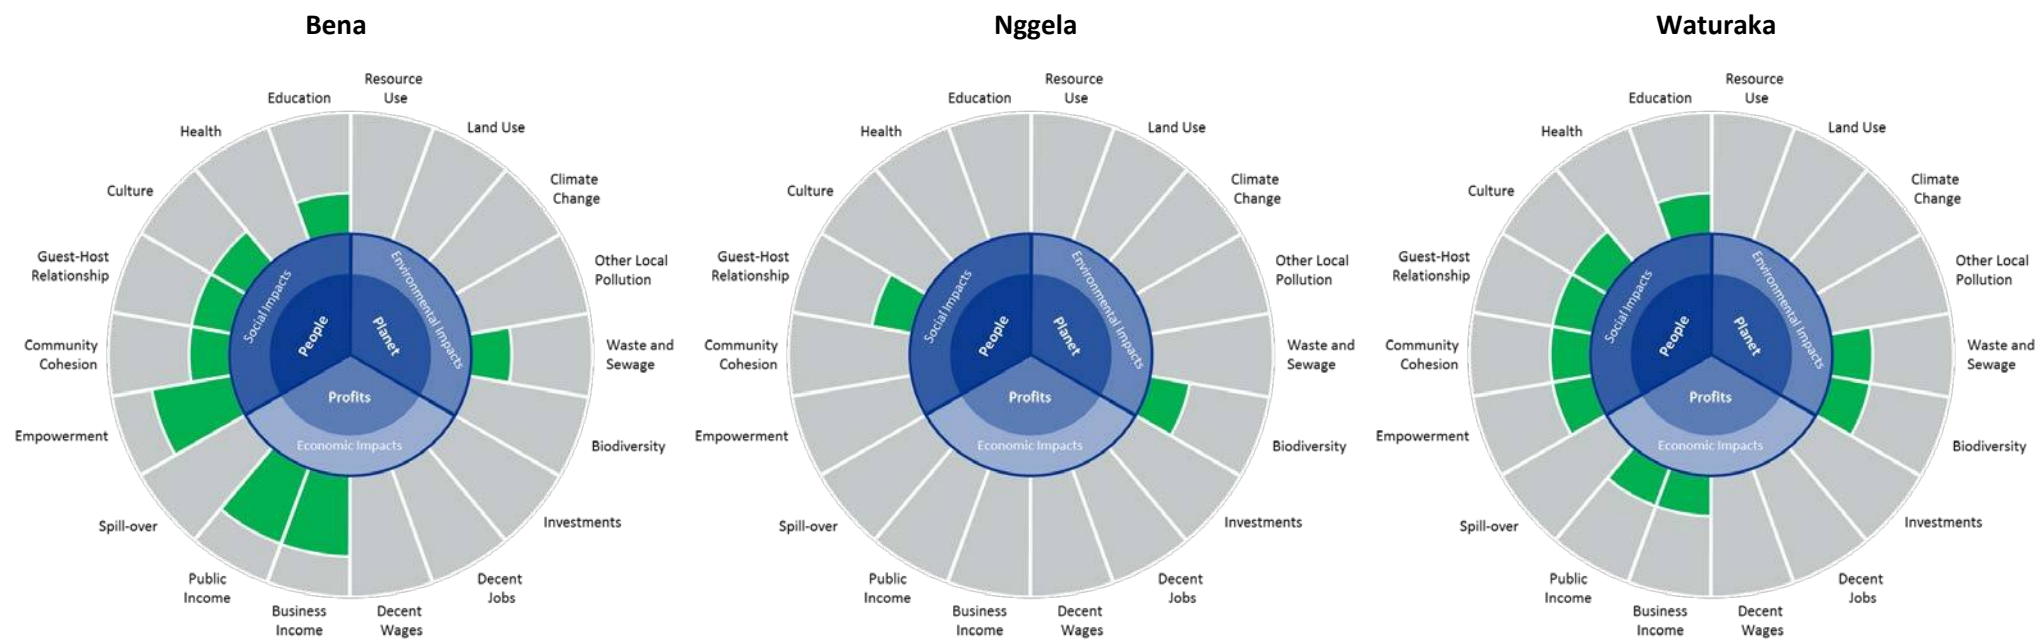 Bena
Resource
Use
Education
Land Use
Health
Climate
Change
Culture
Guest-Host
Relationship
Other Local
Pollution
Social Impacts
Environmental Impacts
People
Planet
Community
Cohesion
Waste and
Sewage
Profits
Empowerment
Economic Impacts
Biodiversity
Spill-over
Investments
Public
Income
Decent
Jobs
Business
Income
Decent
Wages
Nggela
Resource
Use
Education
Land Use
Health
Climate
Change
Culture
Guest-Host
Relationship
Other Local
Pollution
Social Impacts
Environmental Impacts
People
Planet
Community
Cohesion
Waste and
Sewage
Profits
Empowerment
Economic Impacts
Biodiversity
Spill-over
Investments
Public
Income
Decent
Jobs
Business
Income
Decent
Wages
Waturaka
Resource
Use
Education
Land Use
Health
Climate
Change
Culture
Guest-Host
Relationship
Other Local
Pollution
Social Impacts
Environmental Impacts
People
Planet
Community
Cohesion
Waste and
Sewage
Profits
Empowerment
Economic Impacts
Biodiversity
Spill-over
Investments
Public
Income
Decent
Jobs
Business
Income
Decent
Wages